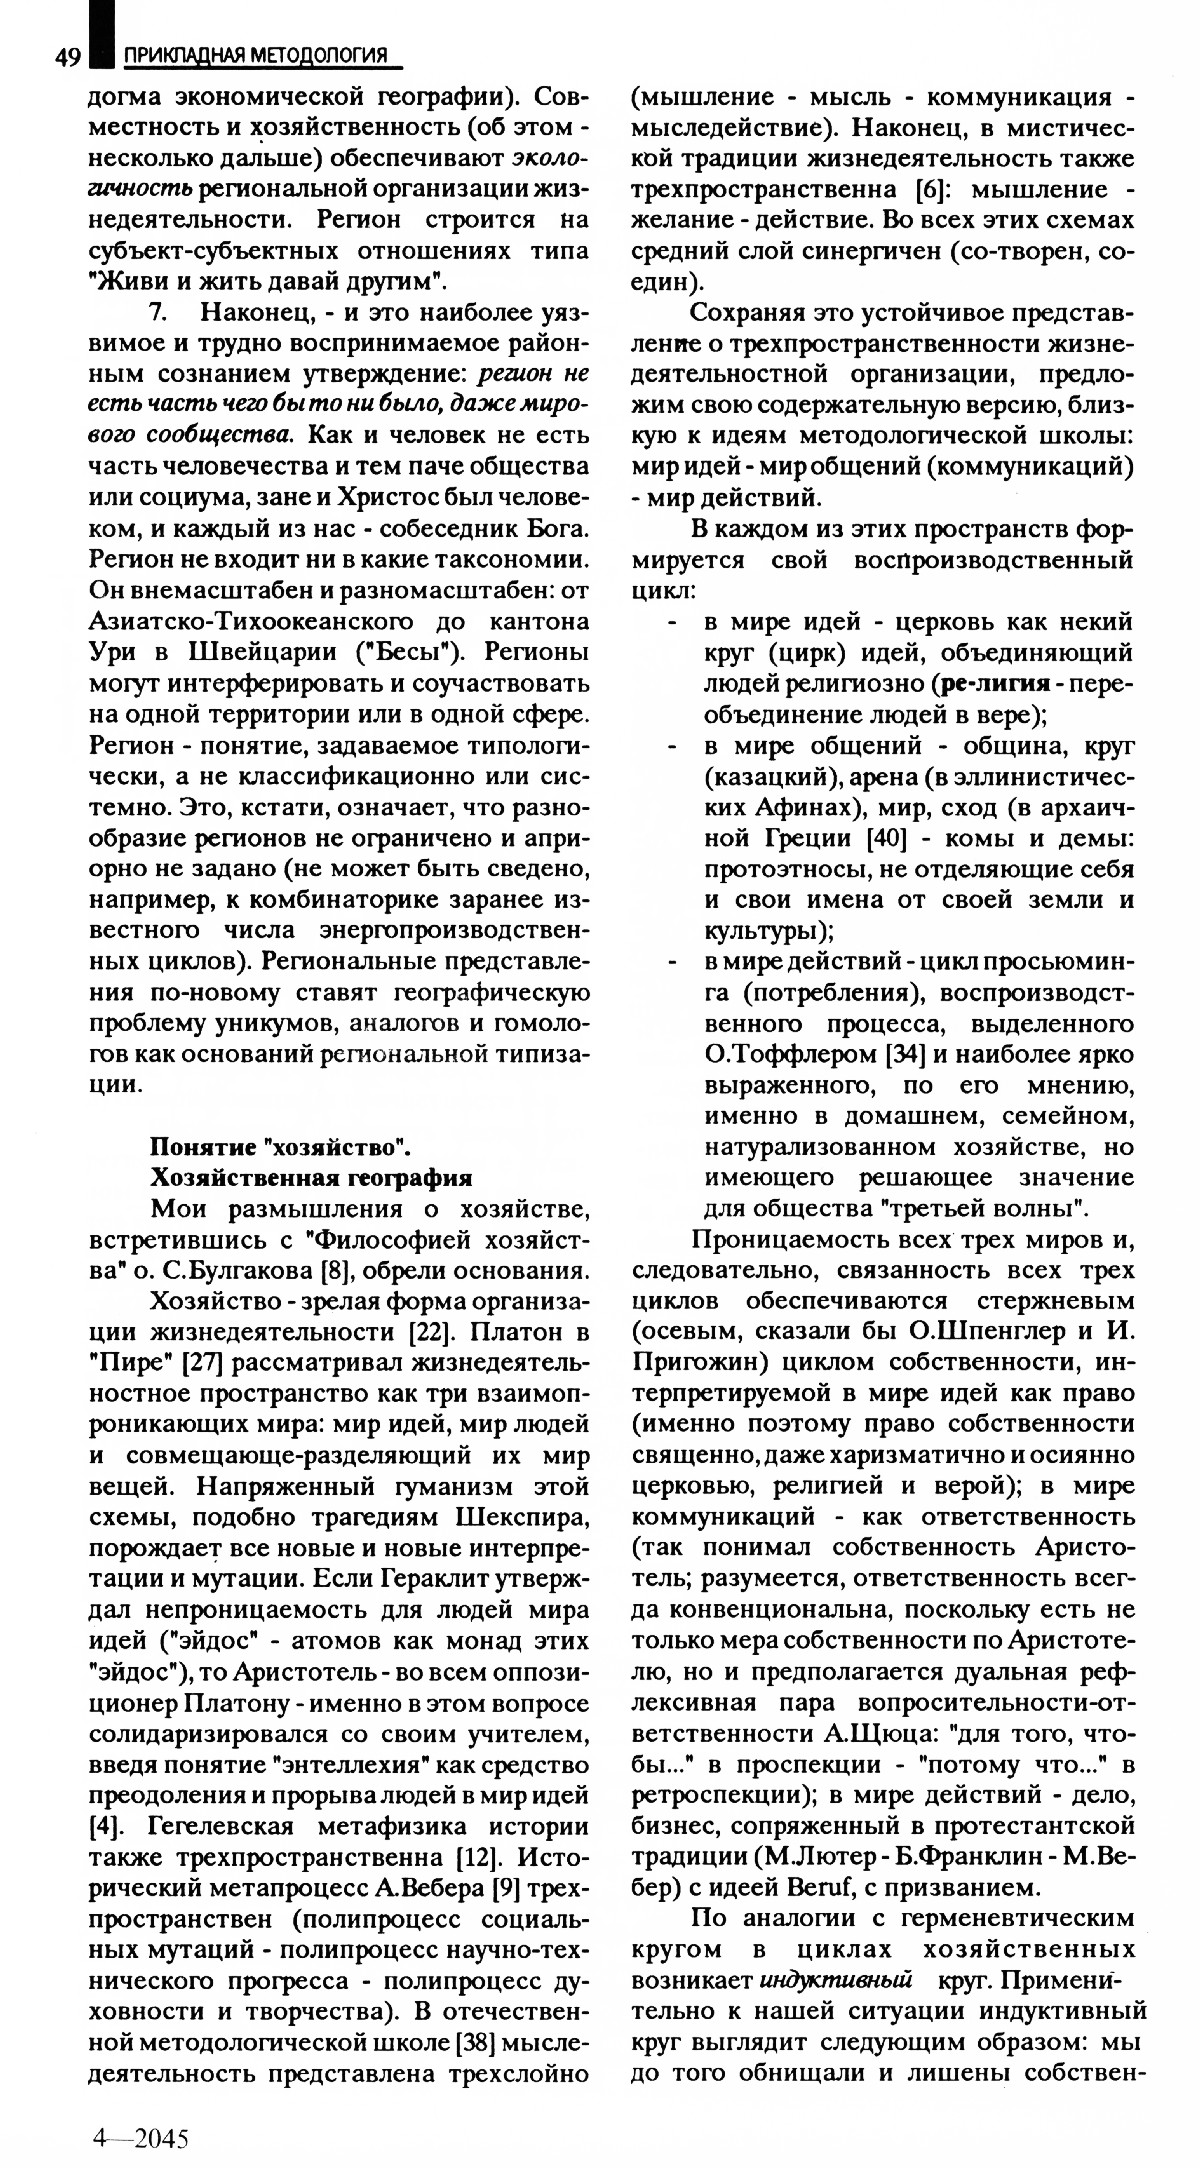 49 ПРИКЛАДНАЯ МЕТОДОЛОГИЯ
догма экономической географии). Сов-
местность и хозяйственность (об этом -
несколько дальше) обеспечивают эколо-
гичность региональной организации жиз-
недеятельности. Регион строится на
субъект-субъектных отношениях типа
"Живи и жить давай другим".
7. Наконец, - и это наиболее уяз-
вимое и трудно воспринимаемое район-
ным сознанием утверждение: регион не
есть часть чего бы то ни было, даже миро-
вого сообщества. Как и человек не есть
часть человечества и тем паче общества
или социума, зане и Христос был челове-
ком, и каждый из нас - собеседник Бога.
Регион не входит ни в какие таксономии.
Он внемасштабен и разномасштабен: от
Азиатско-Тихоокеанского до кантона
Ури в Швейцарии ("Бесы"). Регионы
могут интерферировать и соучаствовать
на одной территории или в одной сфере.
Регион - понятие, задаваемое типологи-
чески, а не классификационно или сис-
темно. Это, кстати, означает, что разно-
образие регионов не ограничено и апри-
орно не задано (не может быть сведено,
например, к комбинаторике заранее из-
вестного числа энергопроизводствен-
ных циклов). Региональные представле-
ния по-новому ставят географическую
проблему уникумов, аналогов и гомоло-
гов как оснований региональной типиза-
ции.
Понятие "хозяйство".
Хозяйственная география
Мои размышления о хозяйстве,
встретившись с "Философией хозяйст-
ва" о. С.Булгакова [8], обрели основания.
Хозяйство - зрелая форма организа-
ции жизнедеятельности [22]. Платон в
"Пире" [27] рассматривал жизнедеятель-
ностное пространство как три взаимоп-
роникающих мира: мир идей, мир людей
и совмещающе-разделяющий их мир
вещей. Напряженный гуманизм этой
схемы, подобно трагедиям Шекспира,
порождает все новые и новые интерпре-
тации и мутации. Если Гераклит утверж-
дал непроницаемость для людей мира
идей ("эйдос" - атомов как монад этих
"эйдос"), то Аристотель - во всем оппози-
ционер Платону - именно в этом вопросе
солидаризировался со своим учителем,
введя понятие "энтеллехия" как средство
преодоления и прорыва людей в мир идей
[4]. Гегелевская метафизика истории
также трехпространственна [12]. Исто-
рический метапроцесс А.Вебера [9] трех-
пространствен (полипроцесс социаль-
ных мутаций - полипроцесс научно-тех-
нического прогресса - полипроцесс ду-
ховности и творчества). В отечествен-
ной методологической школе [38] мысле-
деятельность представлена трехслойно
(мышление - мысль - коммуникация -
мыследействие). Наконец, в мистичес-
кой традиции жизнедеятельность также
трехпространственна [6]: мышление -
желание - действие. Во всех этих схемах
средний слой синергичен (со-творен, со-
един).
Сохраняя это устойчивое представ-
ление о трехпространственности жизне-
деятельностной организации, предло-
жим свою содержательную версию, близ-
кую к идеям методологической школы:
мир идей - мир общений (коммуникаций)
- мир действий.
В каждом из этих пространств фор-
мируется свой воспроизводственный
цикл:
- в мире идей - церковь как некий
круг (цирк) идей, объединяющий
людей религиозно (ре-лигия - пере-
объединение людей в вере);
- в мире общений - община, круг
(казацкий), арена (в эллинистичес-
ких Афинах), мир, сход (в архаич-
ной Греции [40] - комы и демы:
протоэтносы, не отделяющие себя
и свои имена от своей земли и
культуры);
- в мире действий - цикл просьюмин-
га (потребления), воспроизводст-
венного процесса, выделенного
О.Тоффлером [34] и наиболее ярко
выраженного, по его мнению,
именно в домашнем, семейном,
натурализованном хозяйстве, но
имеющего решающее значение
для общества "третьей волны".
Проницаемость всех трех миров и,
следовательно, связанность всех трех
циклов обеспечиваются стержневым
(осевым, сказали бы О.Шпенглер и И.
Пригожин) циклом собственности, ин-
терпретируемой в мире идей как право
(именно поэтому право собственности
священно, даже харизматично и осиянно
церковью, религией и верой); в мире
коммуникаций - как ответственность
(так понимал собственность Аристо-
тель; разумеется, ответственность всег-
да конвенциональна, поскольку есть не
только мера собственности по Аристоте-
лю, но и предполагается дуальная реф-
лексивная пара вопросительности-от-
ветственности А.Щюца: "для того, что-
бы..." в проспекции - "потому что..." в
ретроспекции); в мире действий - дело,
бизнес, сопряженный в протестантской
традиции (М.Лютер - Б.Франклин - М.Ве-
бер) с идеей Beruf, с призванием.
По аналогии с герменевтическим
кругом в циклах хозяйственных
возникает индуктивный круг. Примени-
тельно к нашей ситуации индуктивный
круг выглядит следующим образом: мы
до того обнищали и лишены собствен-
4—2045